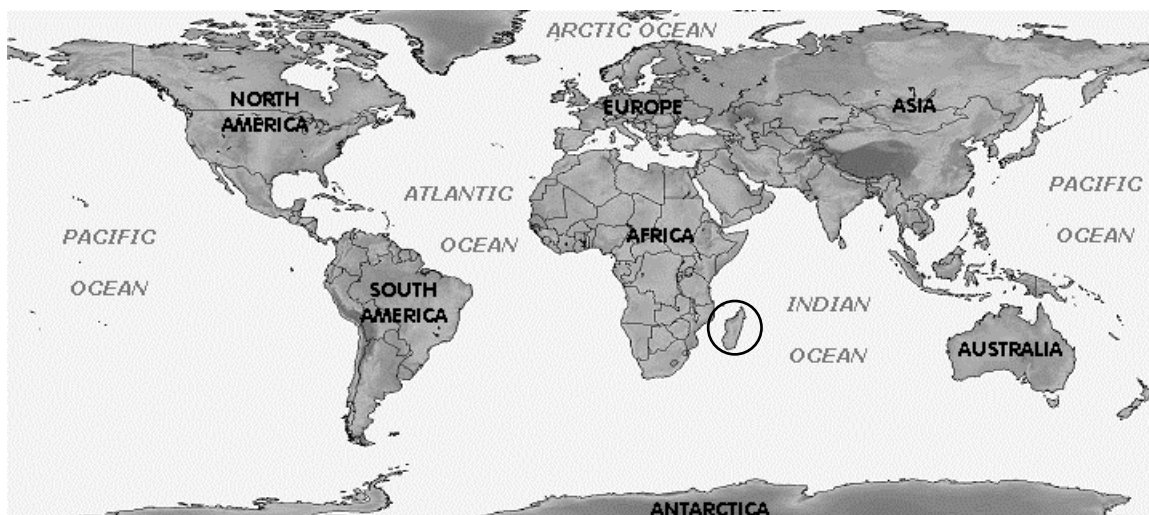 ARCTIC OCEAN
NORTH
AMERICA
EUROPE
ASIA
ATLANTIC
OCEAN
PACIFIC
OCEAN
PACIFIC
OCEAN
AFRICA
SOUTH
AMERICA
INDIAN
OCEAN
AUSTRALIA
ANTARCTICA